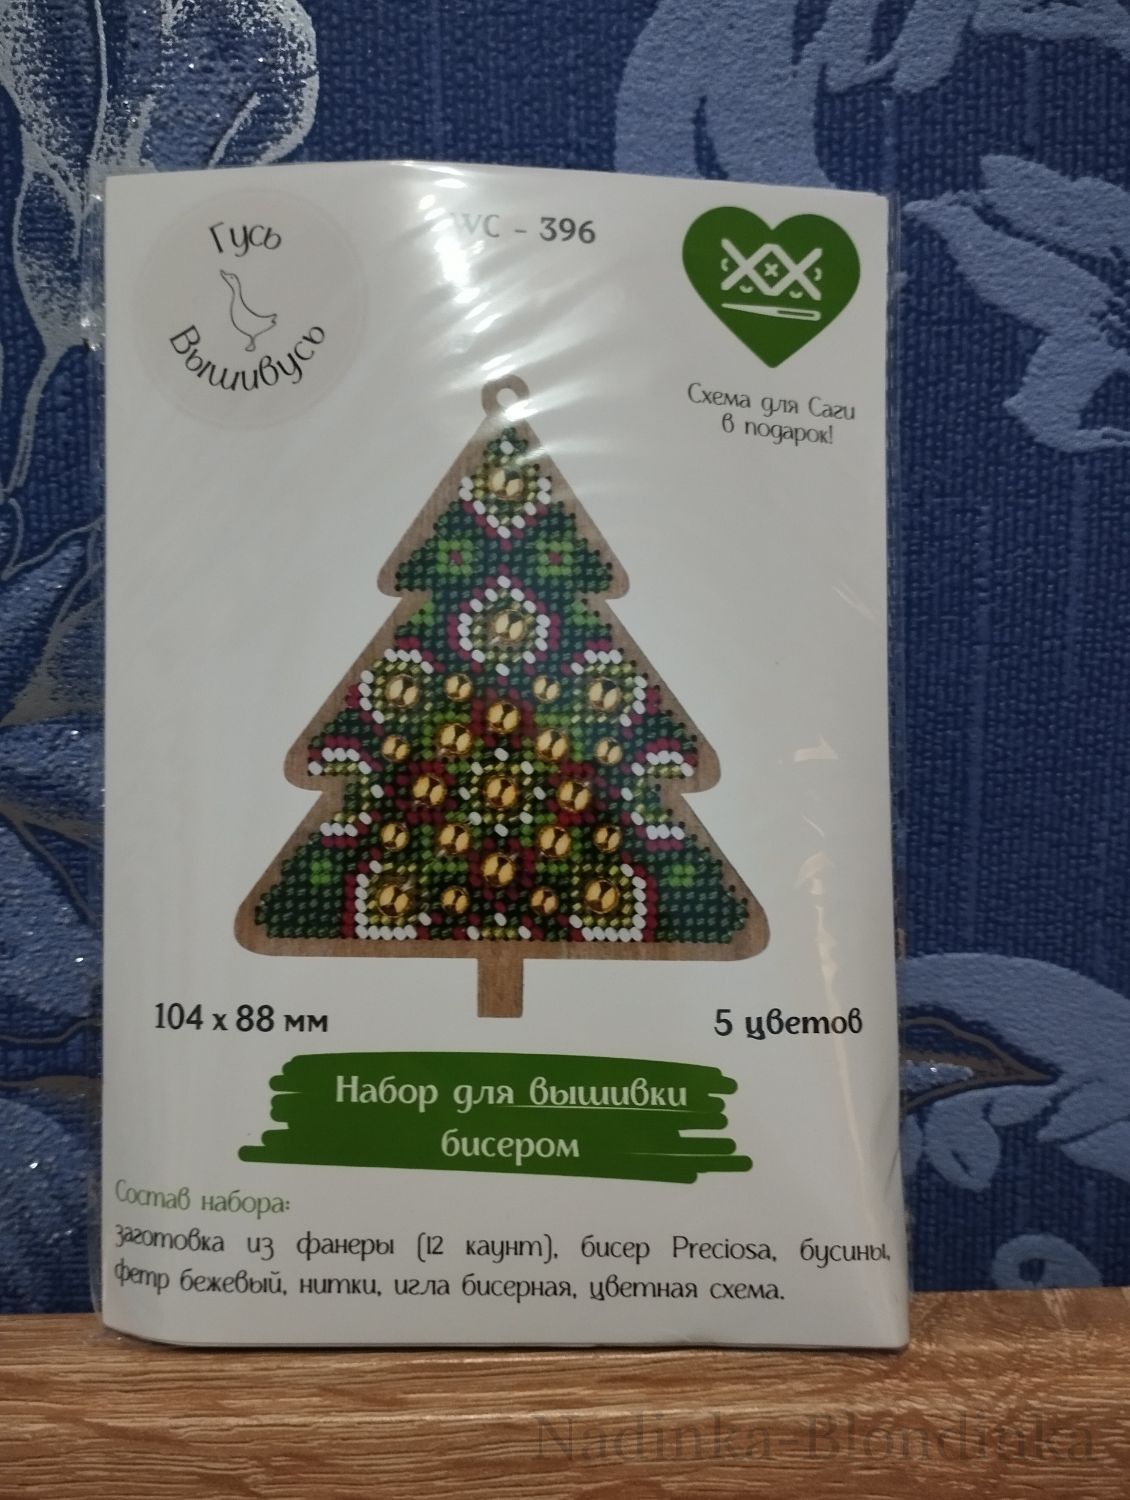 Гусь
Вышивусь
WC - 396
Схема для Саги
в подарок!
104 x 88 мм
5 цветов
Набор для вышивки
бисером
Состав набора:
заготовка из фанеры (12 каунт), бисер Preciosa, бусины,
фетр бежевый, нитки, игла бисерная, цветная схема.
Nadinka-Blondinka